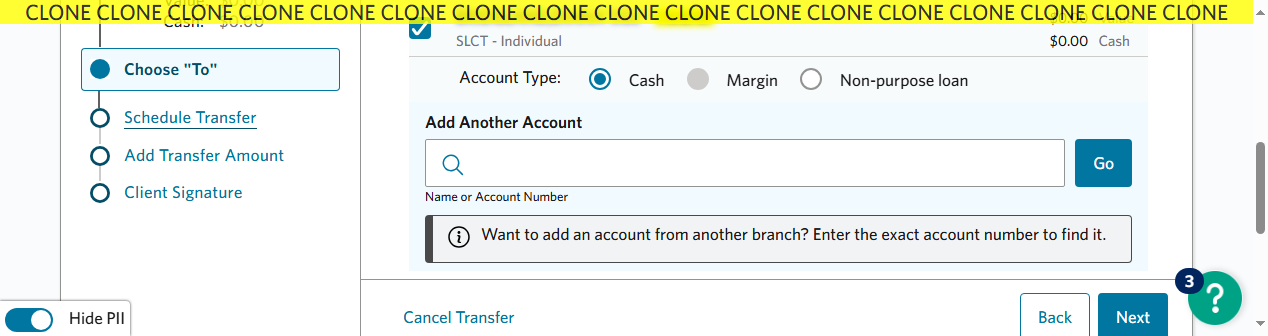 CLONE CLONE CLONE CLONE CLONE CLONE CLONE CLONE CLONE CLONE CLONE CLONE CLONE CLONE CLONE CLONE CLONE
Cash: $0.00
Choose "To"
Schedule Transfer
Add Transfer Amount
Client Signature
SLCT - Individual
$0.00 Cash
Account Type: Cash Margin Non-purpose loan
Add Another Account
Go
Name or Account Number
Want to add an account from another branch? Enter the exact account number to find it.
3
?
Hide PII
Cancel Transfer
Back
Next